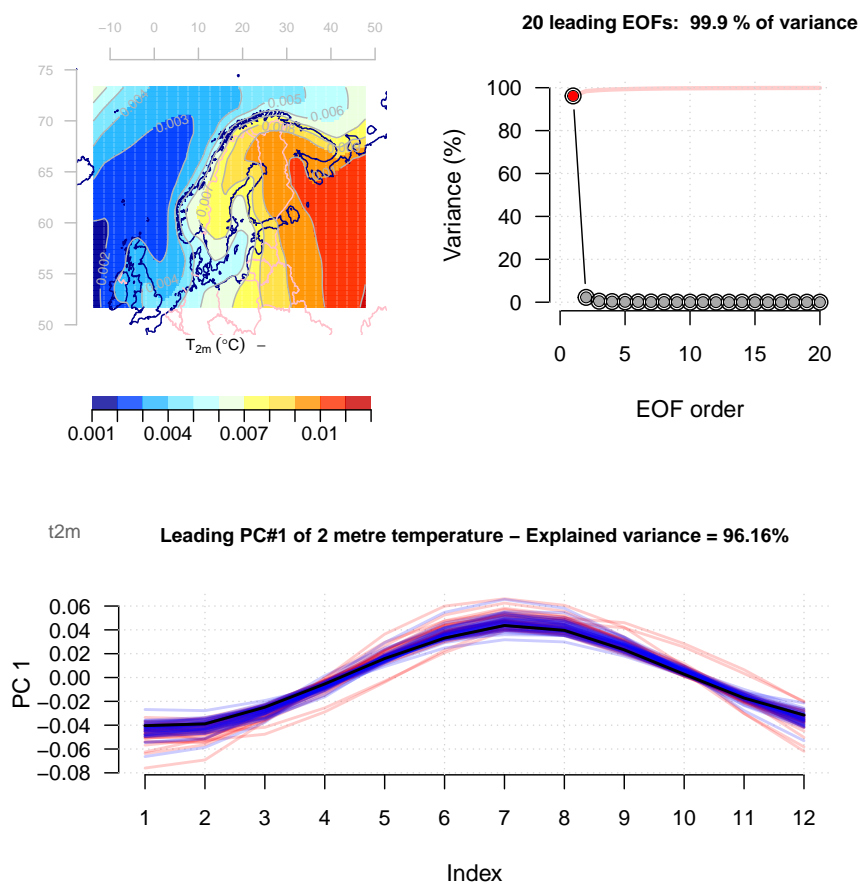 20 leading EOFs: 99.9 % of variance
−10 0 10 20 30 40 50
75
70
65
60
55
50
0.003
0.005
0.006
0.007
0.002
0.004
T2m (°C) −
0.001 0.004 0.007 0.01
100
80
60
40
20
0
Variance (%)
0 5 10 15 20
EOF order
t2m
Leading PC#1 of 2 metre temperature − Explained variance = 96.16%
0.06
0.04
0.02
0.00
−0.02
−0.04
−0.06
−0.08
PC 1
1 2 3 4 5 6 7 8 9 10 11 12
Index